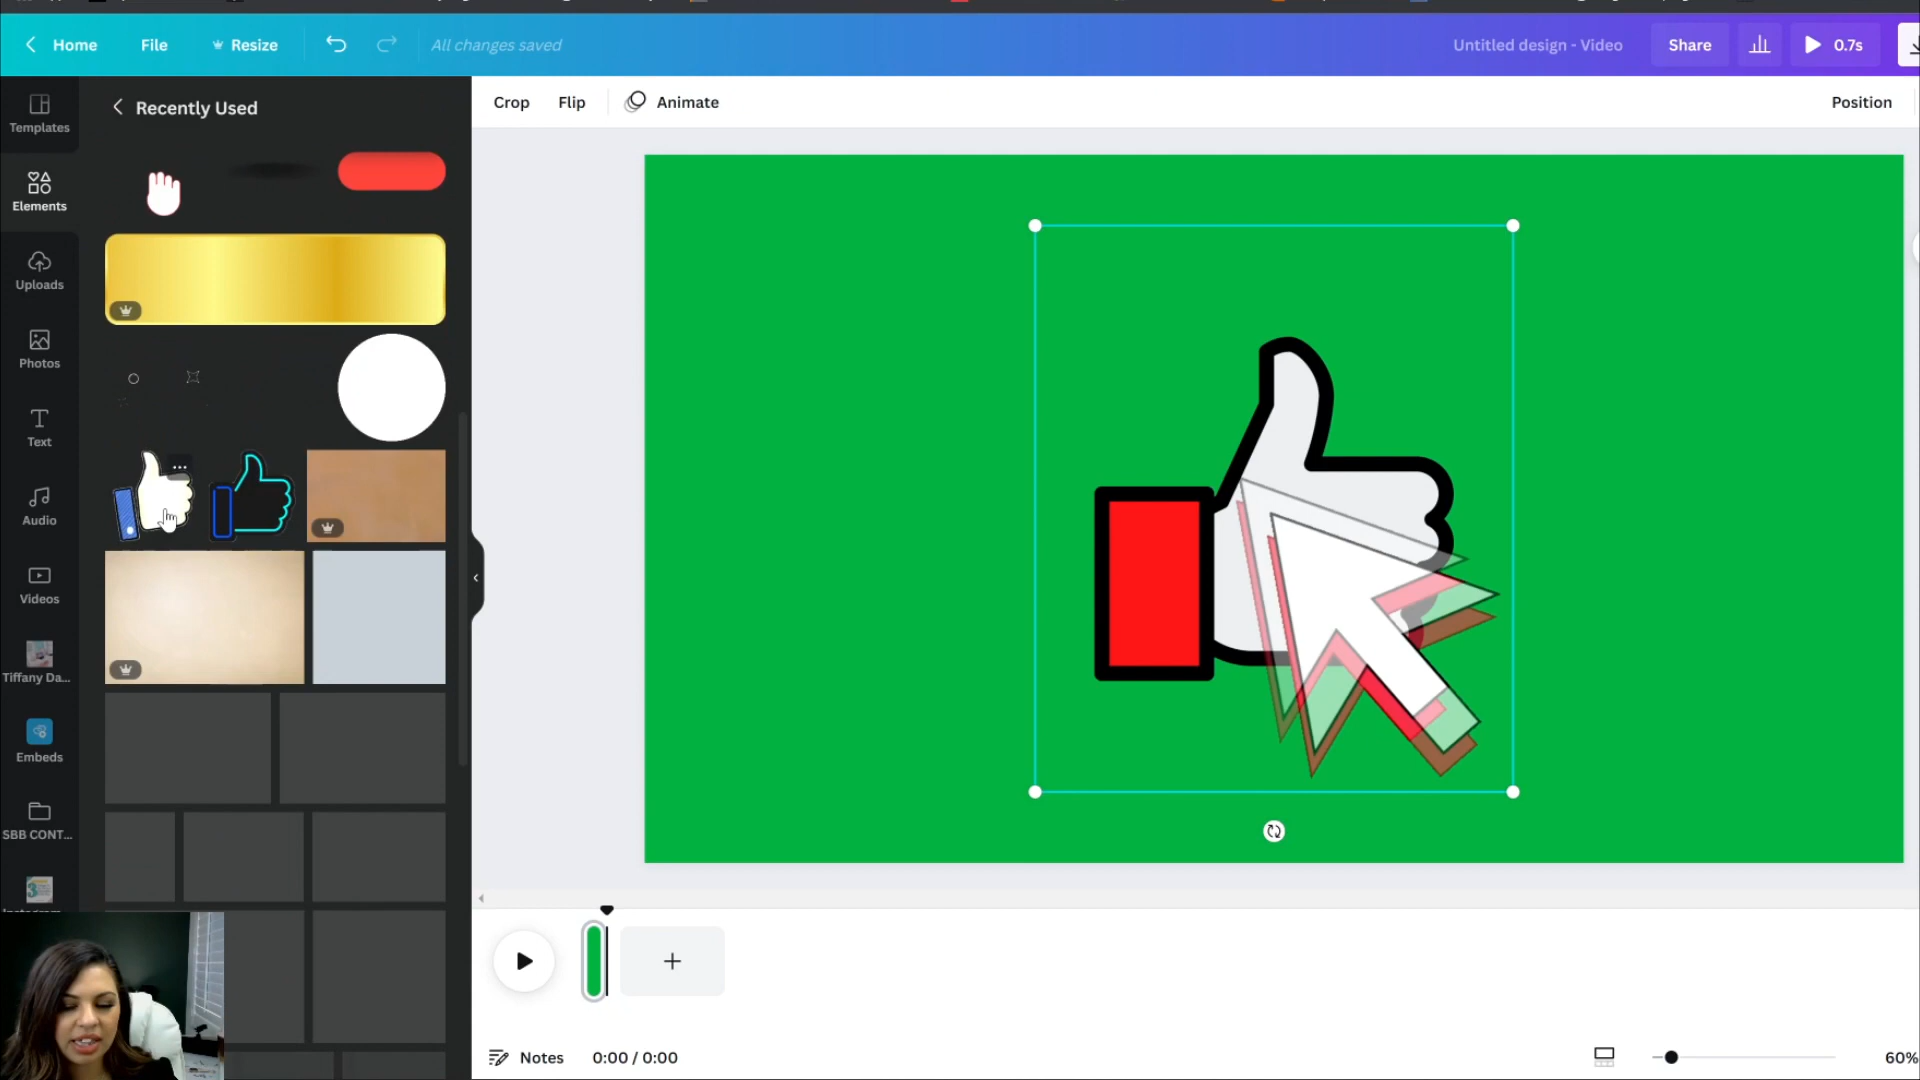 Home
File
Resize
All changes saved
Untitled design - Video
Share
0.7s
Templates
Elements
Uploads
Photos
Text
Audio
Videos
Tiffany Da...
Embeds
SBB CONT...
Recently Used
Crop
Flip
Animate
Position
Notes
0:00 / 0:00
60%